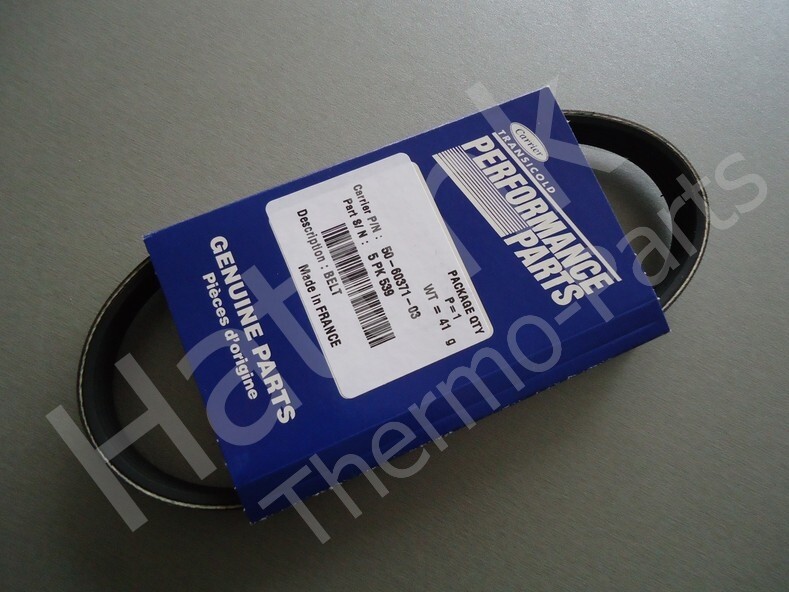 Carrier
TRANSICOLD
PERFORMANCE
PARTS
PACKAGE QTY
P = 1
WT = 41 g
Carrier P/N : 50-60371-03
Part S/N : 5 PK 539
Description : BELT
Made in FRANCE
GENUINE PARTS
Pièces d'origine
Thermo-Parts